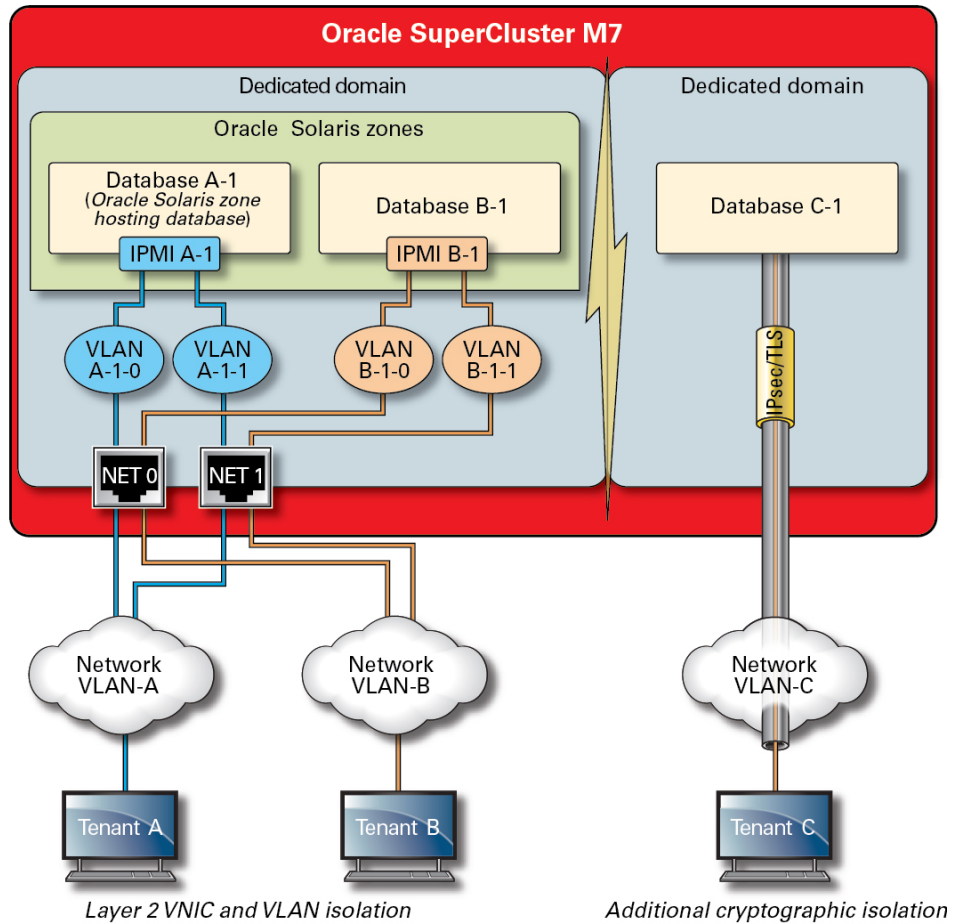 Oracle SuperCluster M7
Dedicated domain
Dedicated domain
Oracle Solaris zones
Database A-1
(Oracle Solaris zone
hosting database)
Database B-1
Database C-1
IPMI A-1
IPMI B-1
VLAN
A-1-0
VLAN
A-1-1
VLAN
B-1-0
VLAN
B-1-1
IPsec/TLS
NET 0
NET 1
Network
VLAN-A
Network
VLAN-B
Network
VLAN-C
Tenant A
Tenant B
Tenant C
Layer 2 VNIC and VLAN isolation
Additional cryptographic isolation